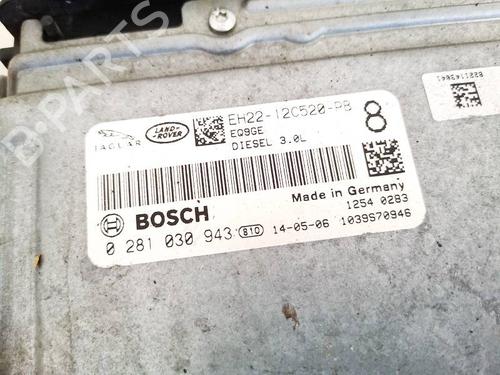 JAGUAR
LAND-ROVER
EH22-12C520-PB
8
EQ9GE
DIESEL 3.0L
BOSCH
Made in Germany
1254 0283
0 281 030 943 810 14-05-06 1039S70946
B-PARTS